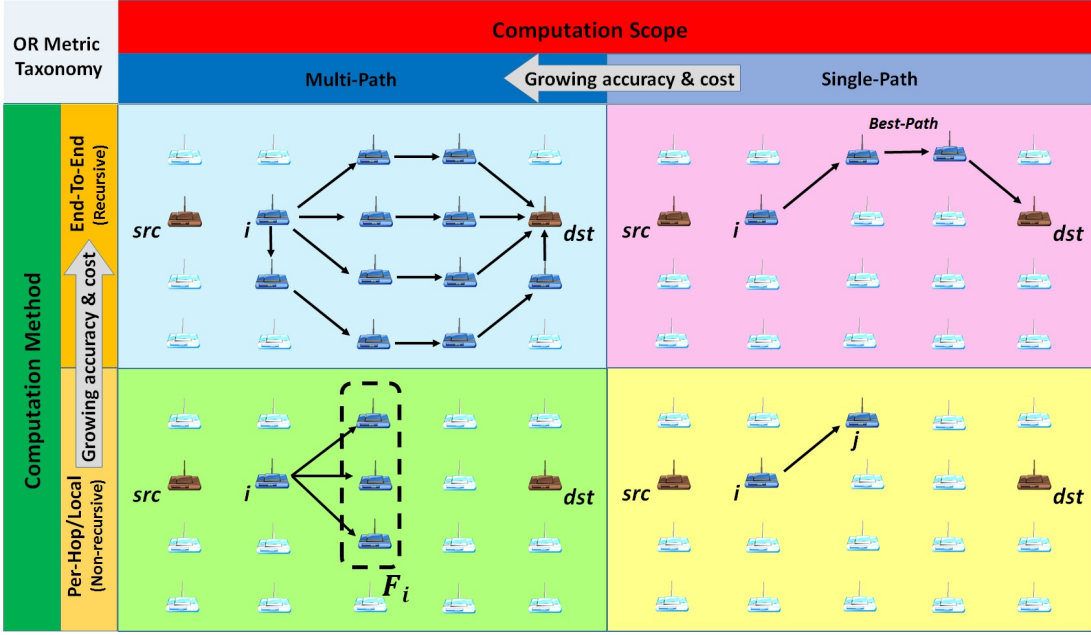 OR Metric
Taxonomy
Computation Scope
Multi-Path
Growing accuracy & cost
Single-Path
Computation Method
End-To-End
(Recursive)
Growing accuracy & cost
Per-Hop/Local
(Non-recursive)
src
i
dst
Best-Path
src
i
dst
src
i
dst
F_i
src
i
j
dst